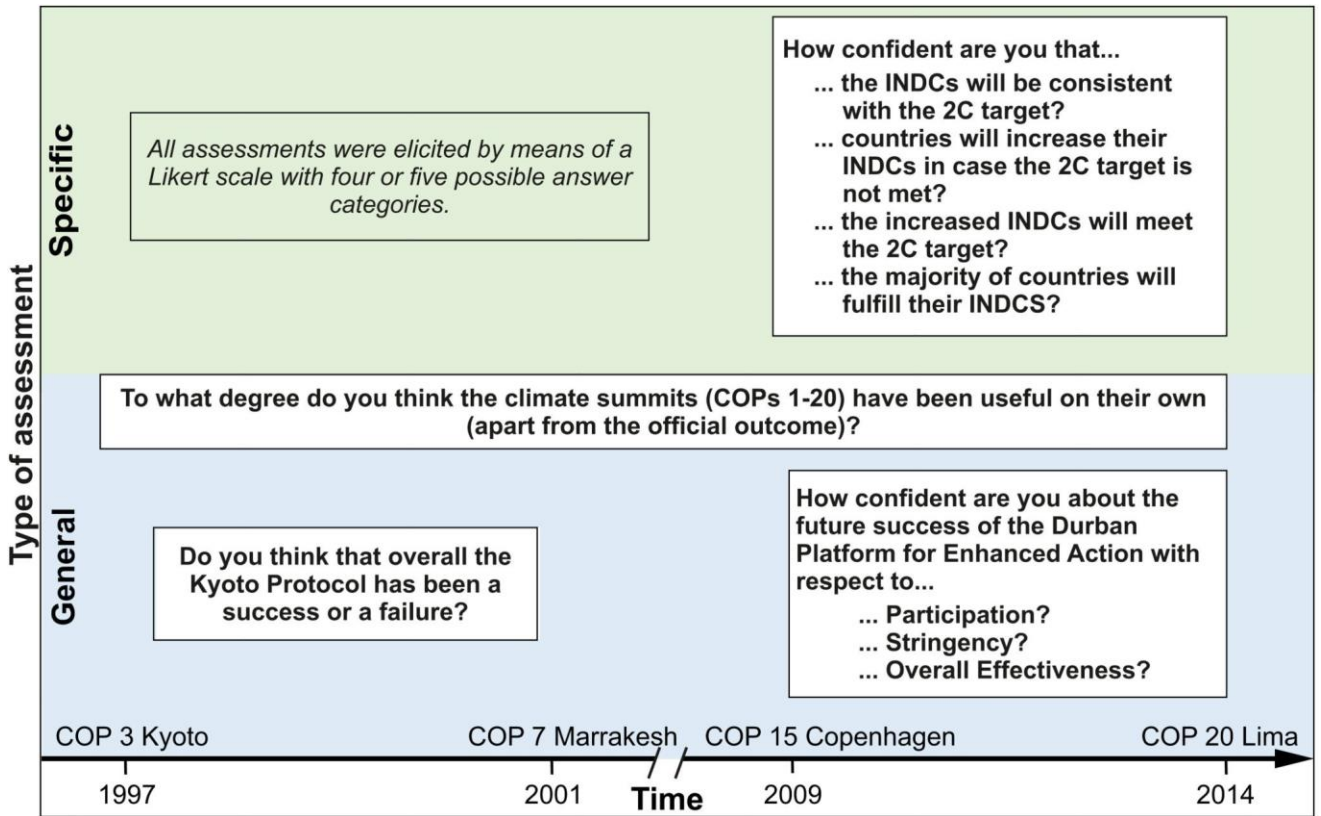 Type of assessment
Specific
All assessments were elicited by means of a
Likert scale with four or five possible answer
categories.
How confident are you that...
... the INDCs will be consistent
with the 2C target?
... countries will increase their
INDCs in case the 2C target is
not met?
... the increased INDCs will meet
the 2C target?
... the majority of countries will
fulfill their INDCS?
General
To what degree do you think the climate summits (COPs 1-20) have been useful on their own
(apart from the official outcome)?
Do you think that overall the
Kyoto Protocol has been a
success or a failure?
How confident are you about the
future success of the Durban
Platform for Enhanced Action with
respect to...
... Participation?
... Stringency?
... Overall Effectiveness?
COP 3 Kyoto
COP 7 Marrakesh
COP 15 Copenhagen
COP 20 Lima
1997
2001
Time
2009
2014